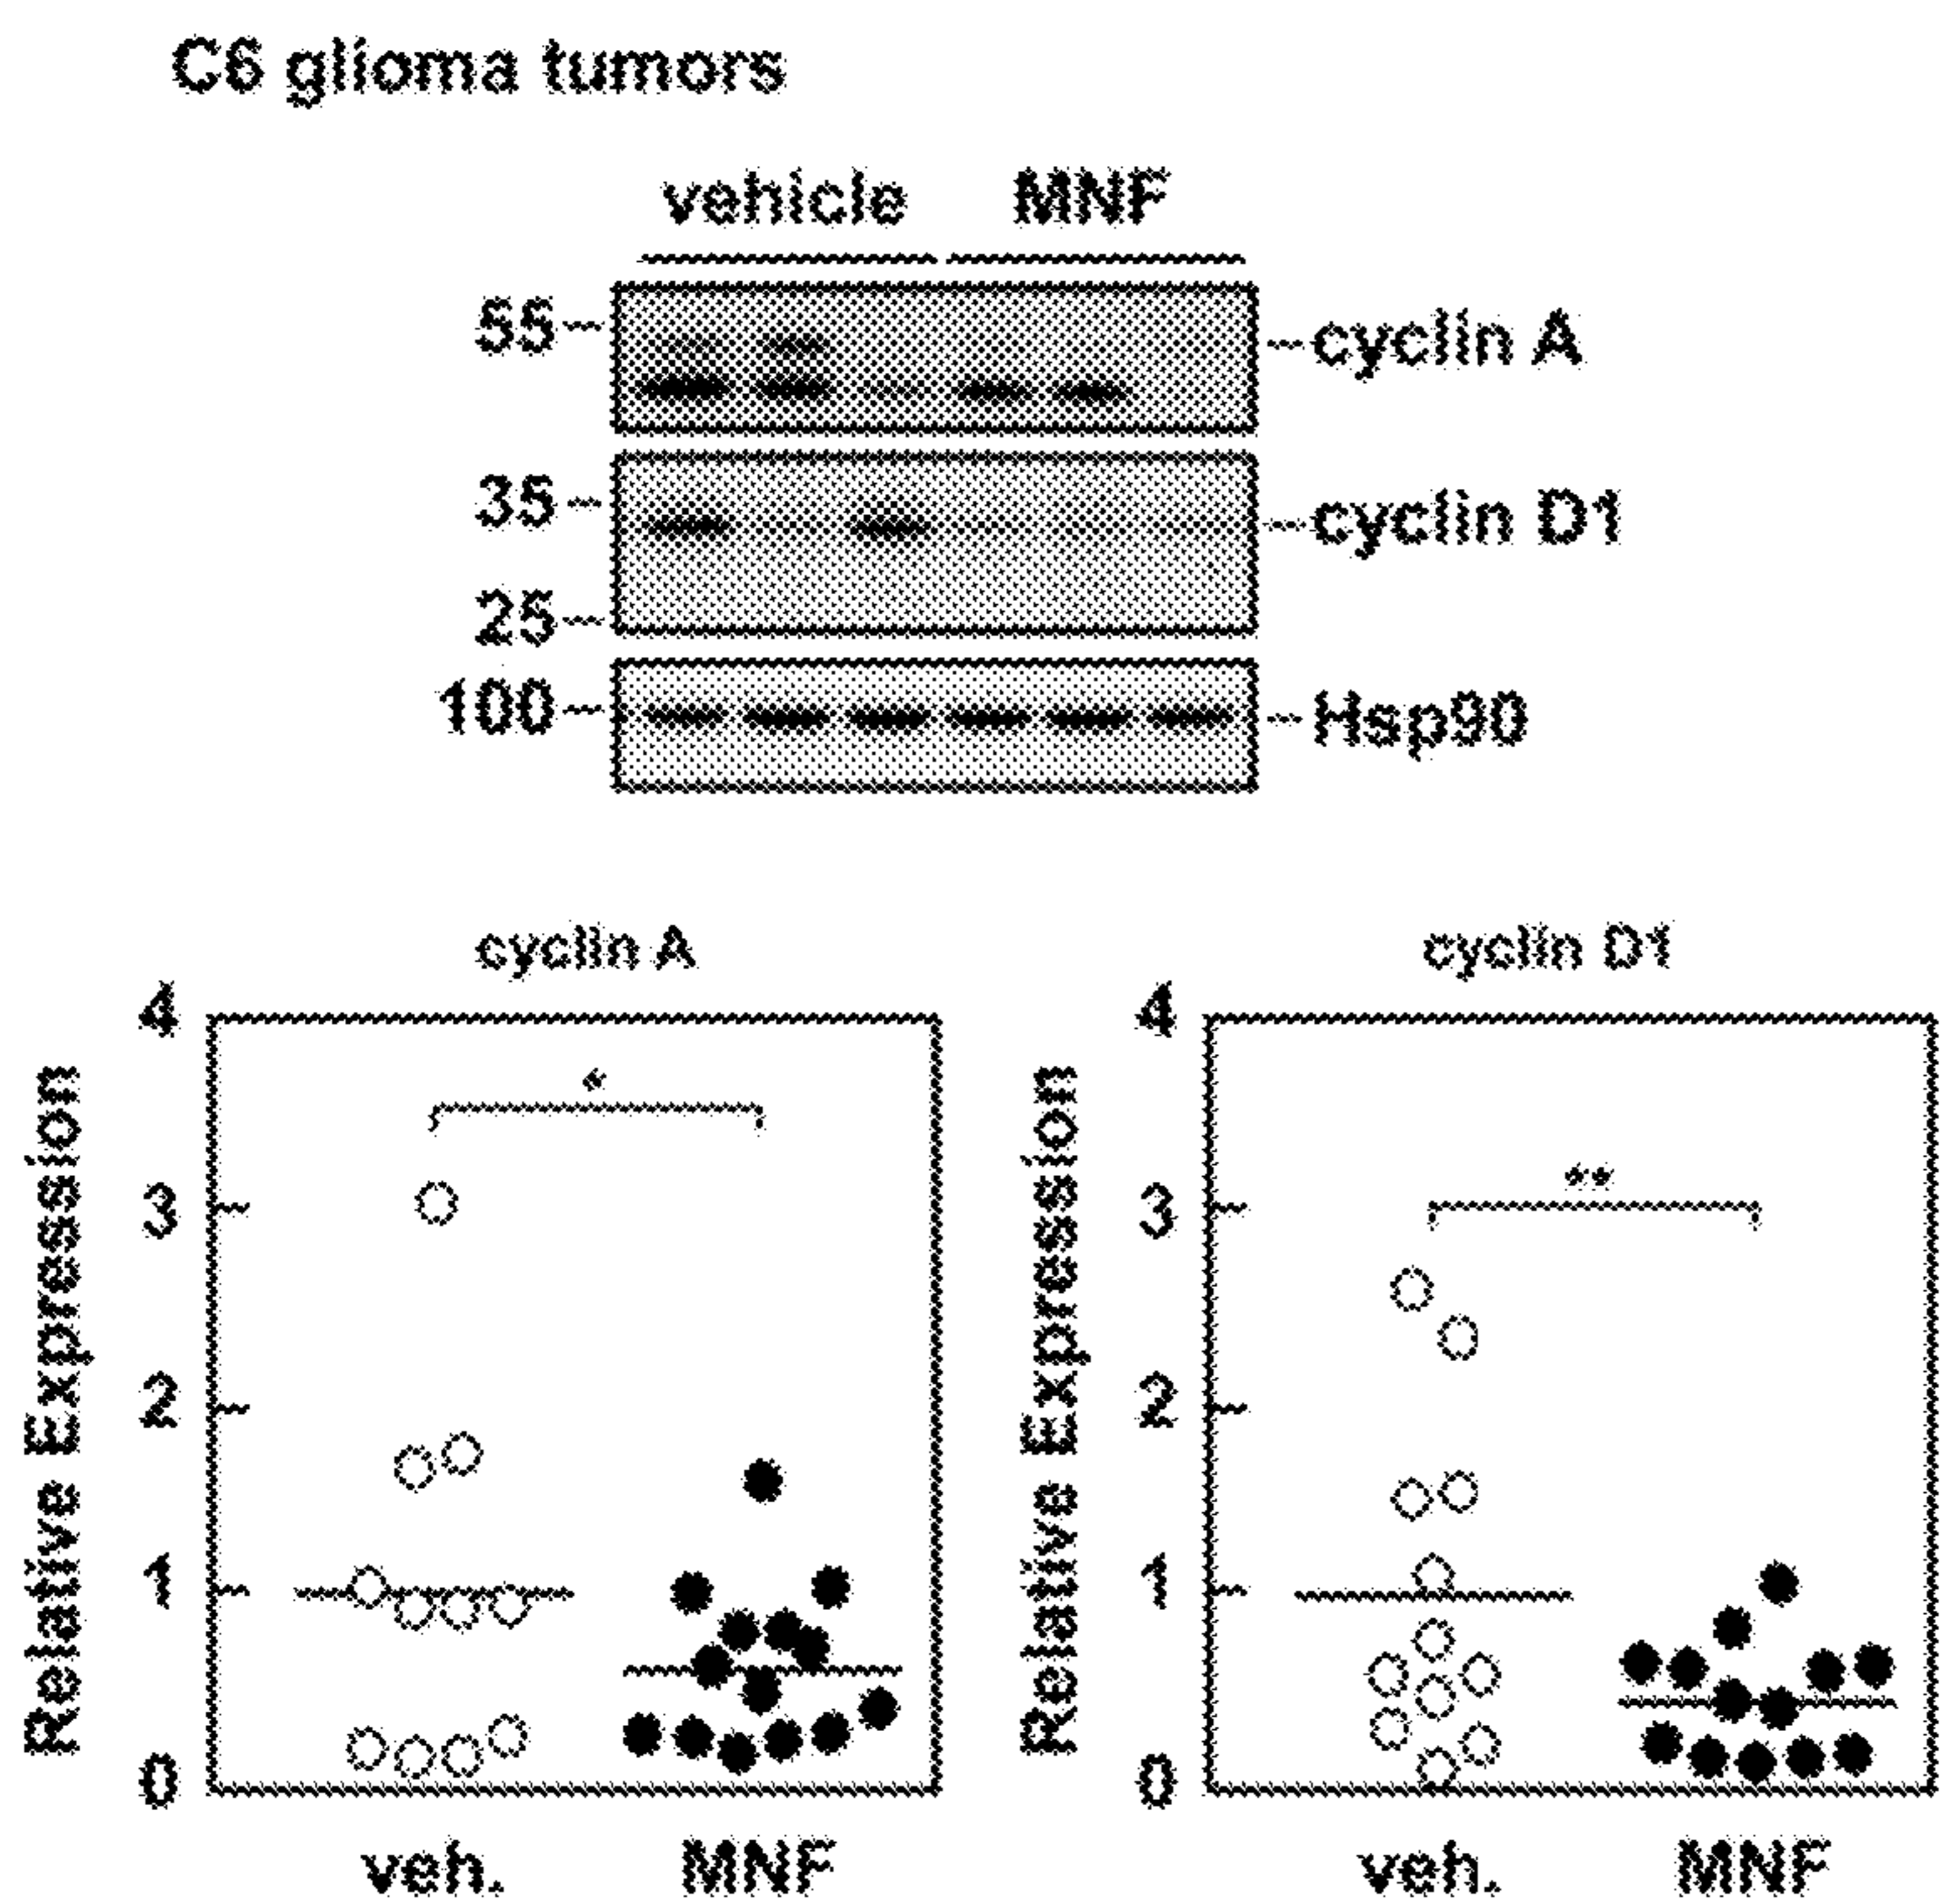 C6 glioma tumors
vehicle MNF
55 cyclin A
35 cyclin D1
25
100 Hsp90
cyclin A
Relative Expression
4
3
2
1
0
*
veh. MNF
cyclin D1
Relative Expression
4
3
2
1
0
**
veh. MNF